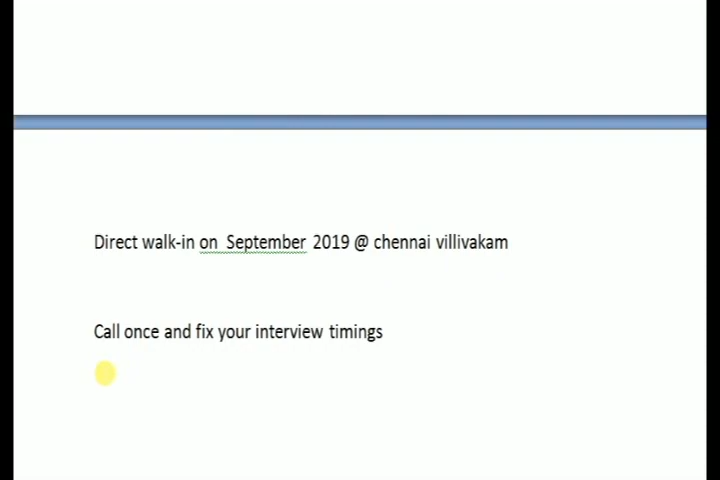 Direct walk-in on September 2019 @ chennai villivakam
Call once and fix your interview timings